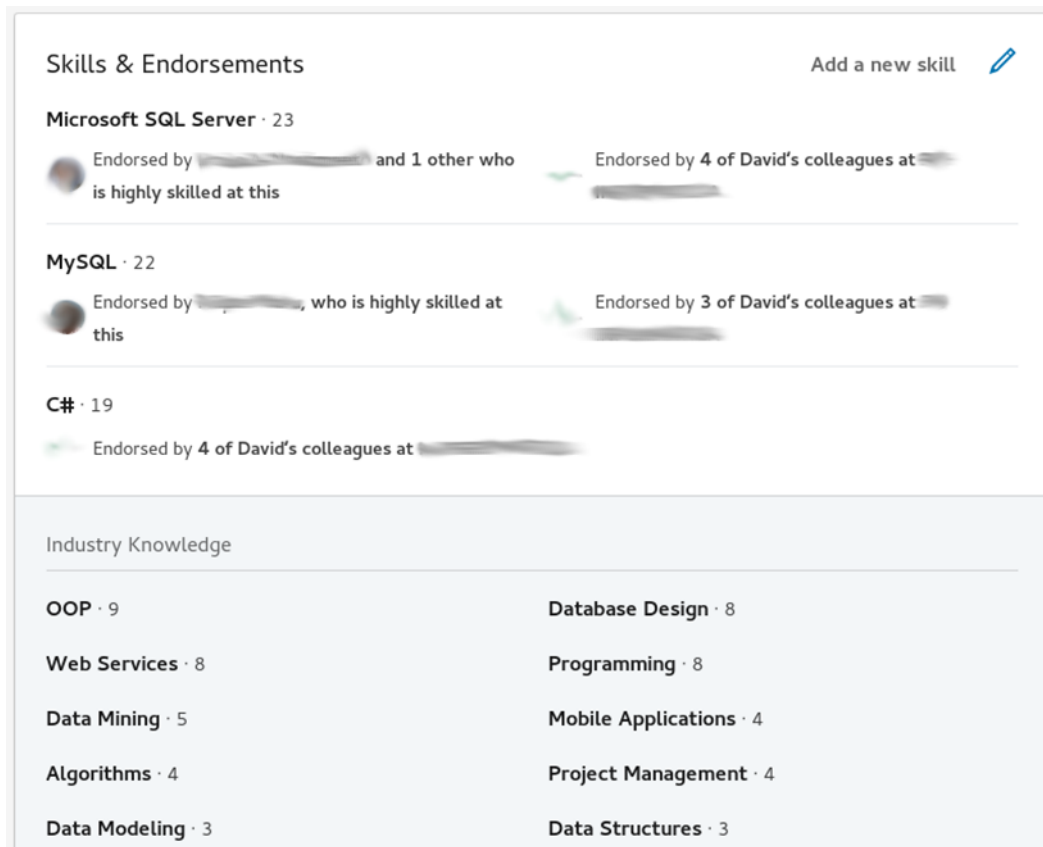 Skills & Endorsements
Add a new skill
Microsoft SQL Server · 23
Endorsed by and 1 other who
is highly skilled at this
Endorsed by 4 of David's colleagues at
MySQL · 22
Endorsed by , who is highly skilled at
this
Endorsed by 3 of David's colleagues at
C# · 19
Endorsed by 4 of David's colleagues at
Industry Knowledge
OOP · 9
Database Design · 8
Web Services · 8
Programming · 8
Data Mining · 5
Mobile Applications · 4
Algorithms · 4
Project Management · 4
Data Modeling · 3
Data Structures · 3